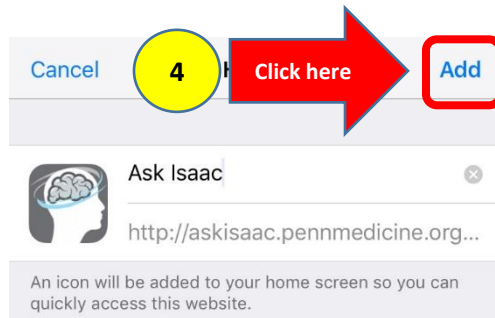 Cancel 4 Click here Add
Ask Isaac
http://askisaac.pennmedicine.org...
An icon will be added to your home screen so you can
quickly access this website.